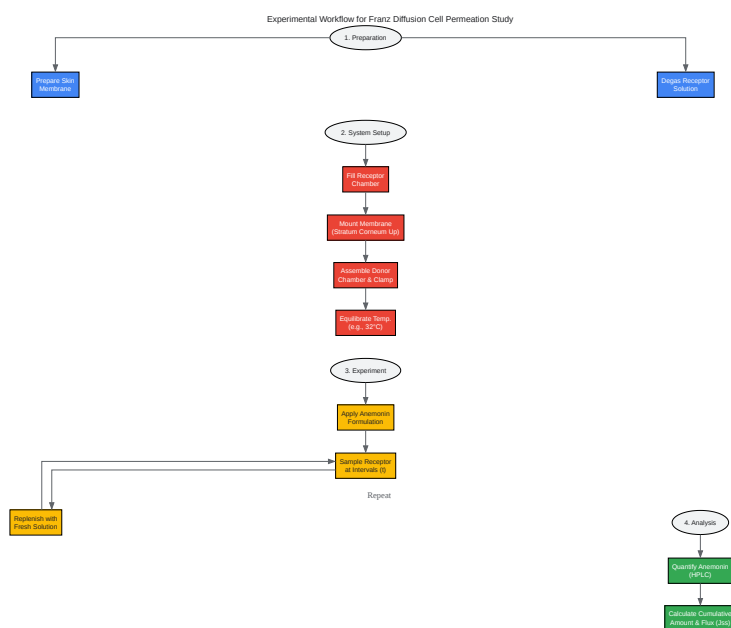 Experimental Workflow for Franz Diffusion Cell Permeation Study
1. Preparation
Prepare Skin
Membrane
Degas Receptor
Solution
2. System Setup
Fill Receptor
Chamber
Mount Membrane
(Stratum Corneum Up)
Assemble Donor
Chamber & Clamp
Equilibrate Temp.
(e.g., 32°C)
3. Experiment
Apply Anemonin
Formulation
Sample Receptor
at Intervals (t)
Repeat
Replenish with
Fresh Solution
4. Analysis
Quantify Anemonin
(HPLC)
Calculate Cumulative
Amount & Flux (Jss)